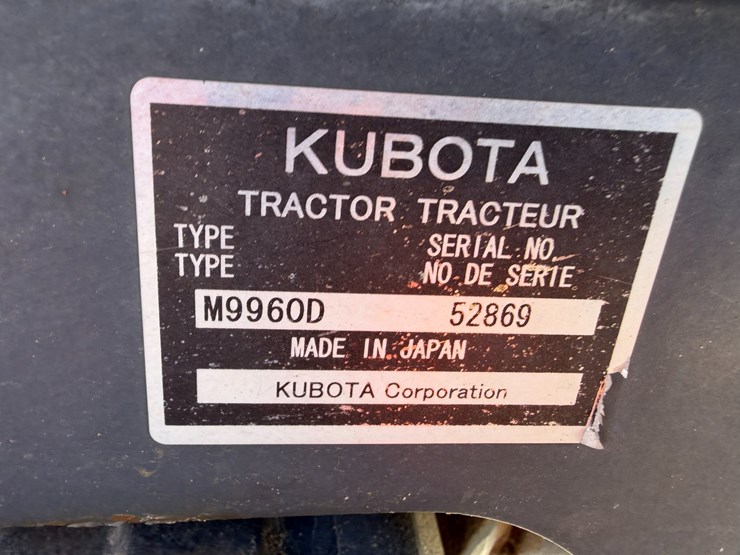 KUBOTA
TRACTOR TRACTEUR
TYPE SERIAL NO.
TYPE NO DE SERIE
M9960D 52869
MADE IN JAPAN
KUBOTA Corporation